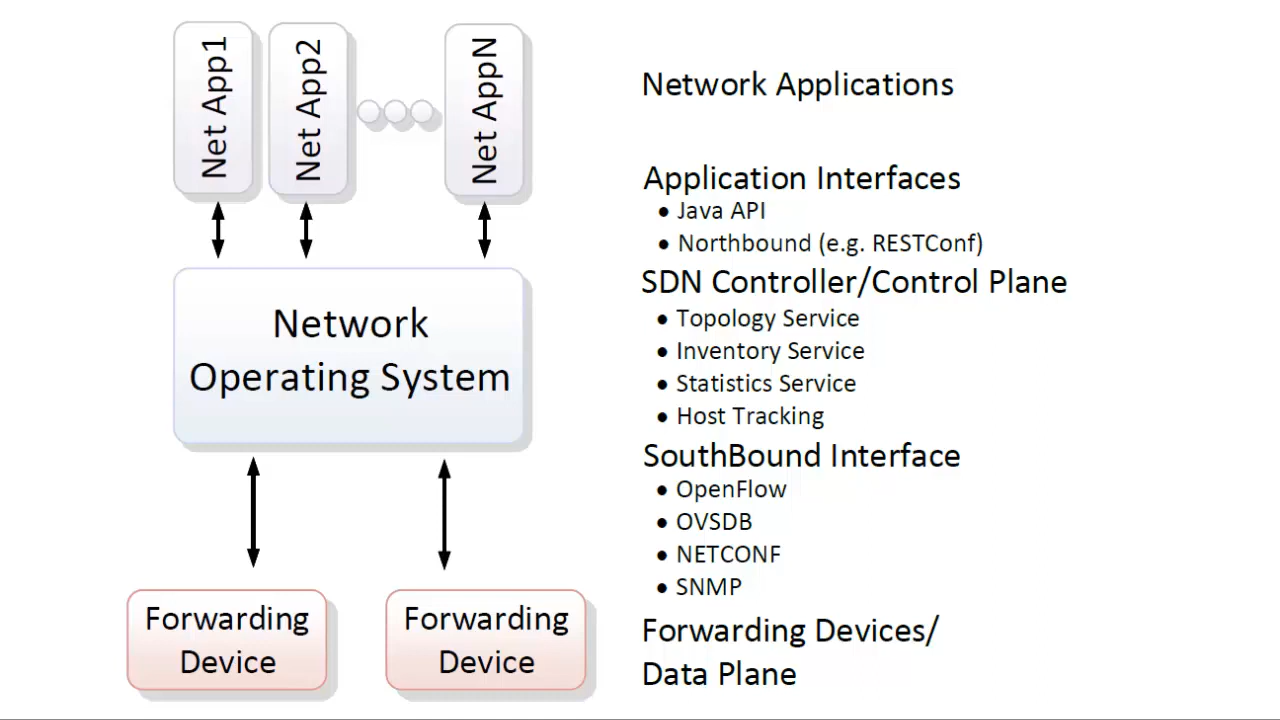 Net App1
Net App2
Net AppN
Network Applications
Application Interfaces
● Java API
● Northbound (e.g. RESTConf)
SDN Controller/Control Plane
● Topology Service
● Inventory Service
● Statistics Service
● Host Tracking
Network
Operating System
SouthBound Interface
● OpenFlow
● OVSDB
● NETCONF
● SNMP
Forwarding
Device
Forwarding
Device
Forwarding Devices/
Data Plane